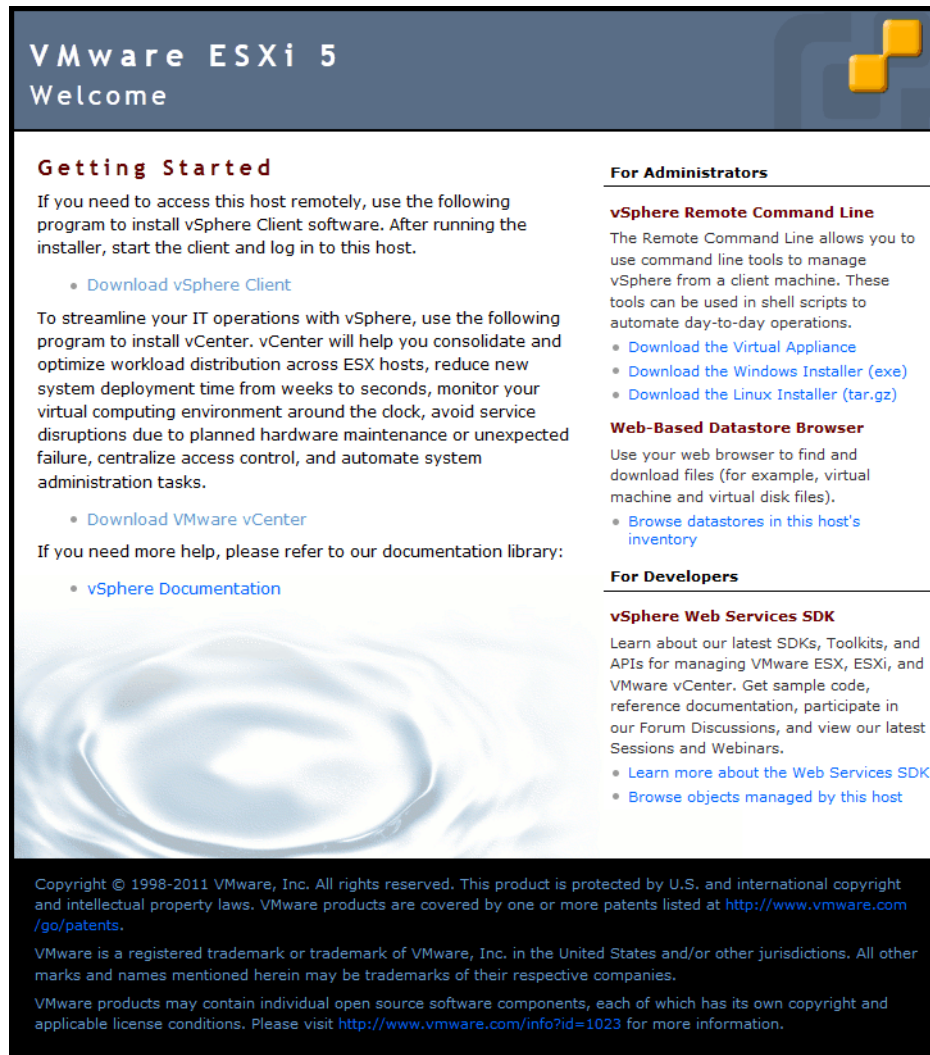 VMware ESXi 5
Welcome
Getting Started
If you need to access this host remotely, use the following
program to install vSphere Client software. After running the
installer, start the client and log in to this host.
Download vSphere Client
To streamline your IT operations with vSphere, use the following
program to install vCenter. vCenter will help you consolidate and
optimize workload distribution across ESX hosts, reduce new
system deployment time from weeks to seconds, monitor your
virtual computing environment around the clock, avoid service
disruptions due to planned hardware maintenance or unexpected
failure, centralize access control, and automate system
administration tasks.
Download VMware vCenter
If you need more help, please refer to our documentation library:
vSphere Documentation
For Administrators
vSphere Remote Command Line
The Remote Command Line allows you to
use command line tools to manage
vSphere from a client machine. These
tools can be used in shell scripts to
automate day-to-day operations.
Download the Virtual Appliance
Download the Windows Installer (exe)
Download the Linux Installer (tar.gz)
Web-Based Datastore Browser
Use your web browser to find and
download files (for example, virtual
machine and virtual disk files).
Browse datastores in this host's
inventory
For Developers
vSphere Web Services SDK
Learn about our latest SDKs, Toolkits, and
APIs for managing VMware ESX, ESXi, and
VMware vCenter. Get sample code,
reference documentation, participate in
our Forum Discussions, and view our latest
Sessions and Webinars.
Learn more about the Web Services SDK
Browse objects managed by this host
Copyright © 1998-2011 VMware, Inc. All rights reserved. This product is protected by U.S. and international copyright
and intellectual property laws. VMware products are covered by one or more patents listed at http://www.vmware.com
/go/patents.
VMware is a registered trademark or trademark of VMware, Inc. in the United States and/or other jurisdictions. All other
marks and names mentioned herein may be trademarks of their respective companies.
VMware products may contain individual open source software components, each of which has its own copyright and
applicable license conditions. Please visit http://www.vmware.com/info?id=1023 for more information.